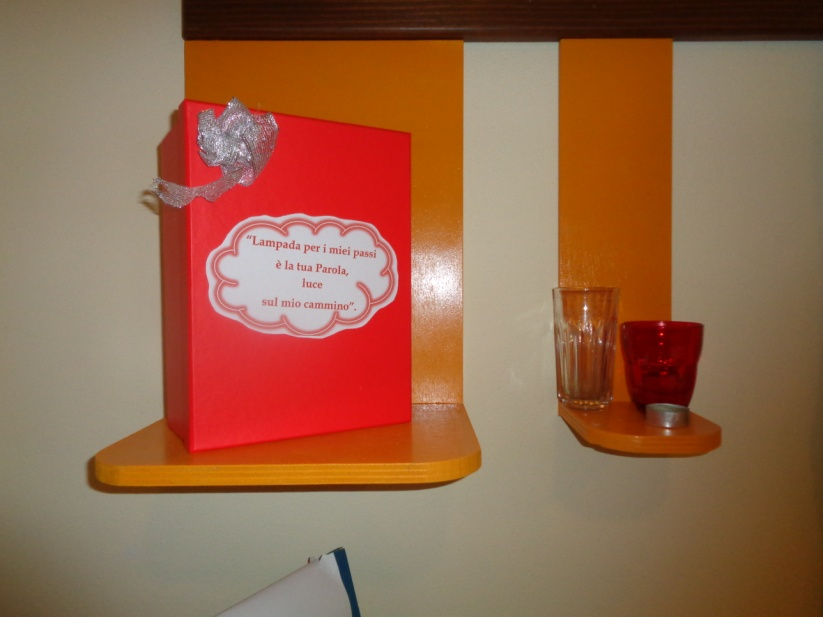 “Lampada per i miei passi
è la tua Parola,
luce
sul mio cammino”.